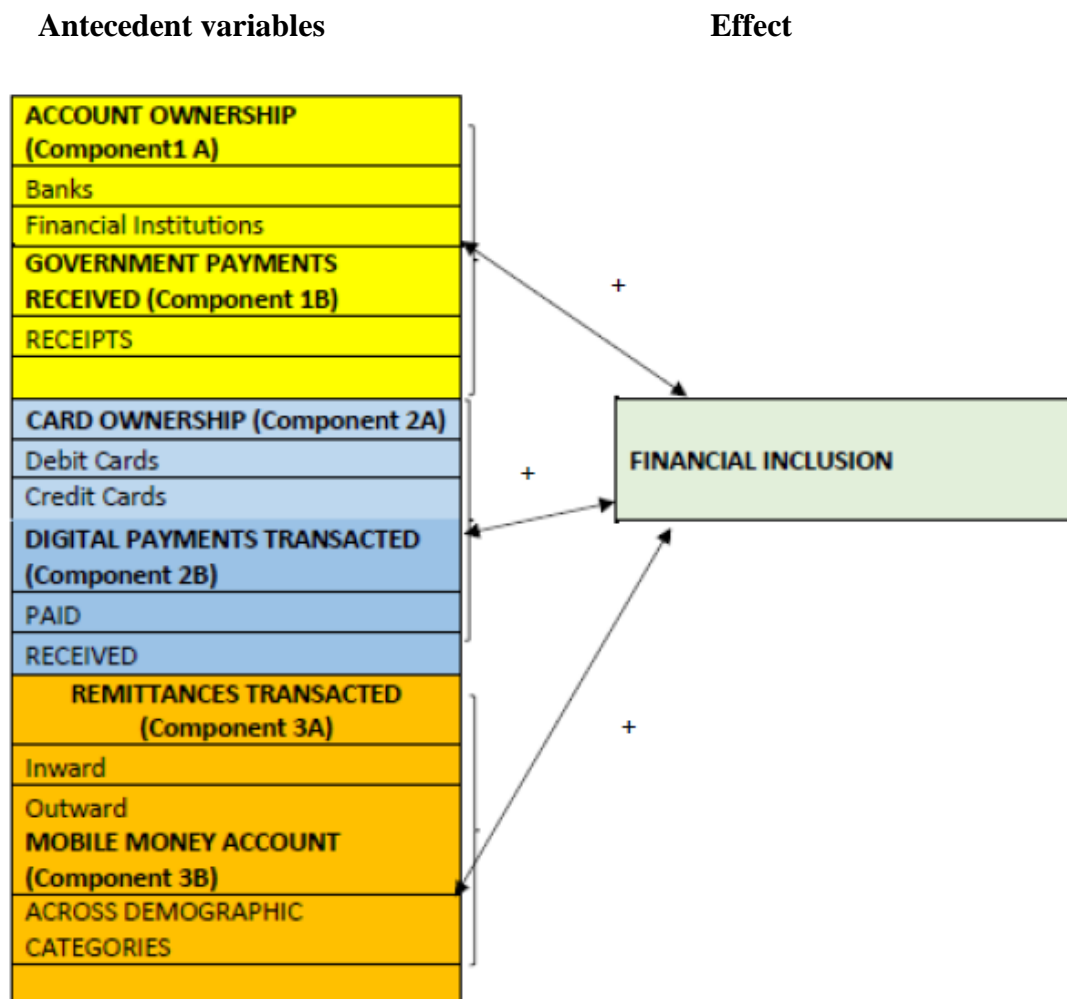 Antecedent variables
Effect
ACCOUNT OWNERSHIP
(Component1 A)
Banks
Financial Institutions
GOVERNMENT PAYMENTS
RECEIVED (Component 1B)
RECEIPTS
+
CARD OWNERSHIP (Component 2A)
Debit Cards
Credit Cards
DIGITAL PAYMENTS TRANSACTED
(Component 2B)
PAID
RECEIVED
+
FINANCIAL INCLUSION
REMITTANCES TRANSACTED
(Component 3A)
Inward
Outward
MOBILE MONEY ACCOUNT
(Component 3B)
ACROSS DEMOGRAPHIC
CATEGORIES
+